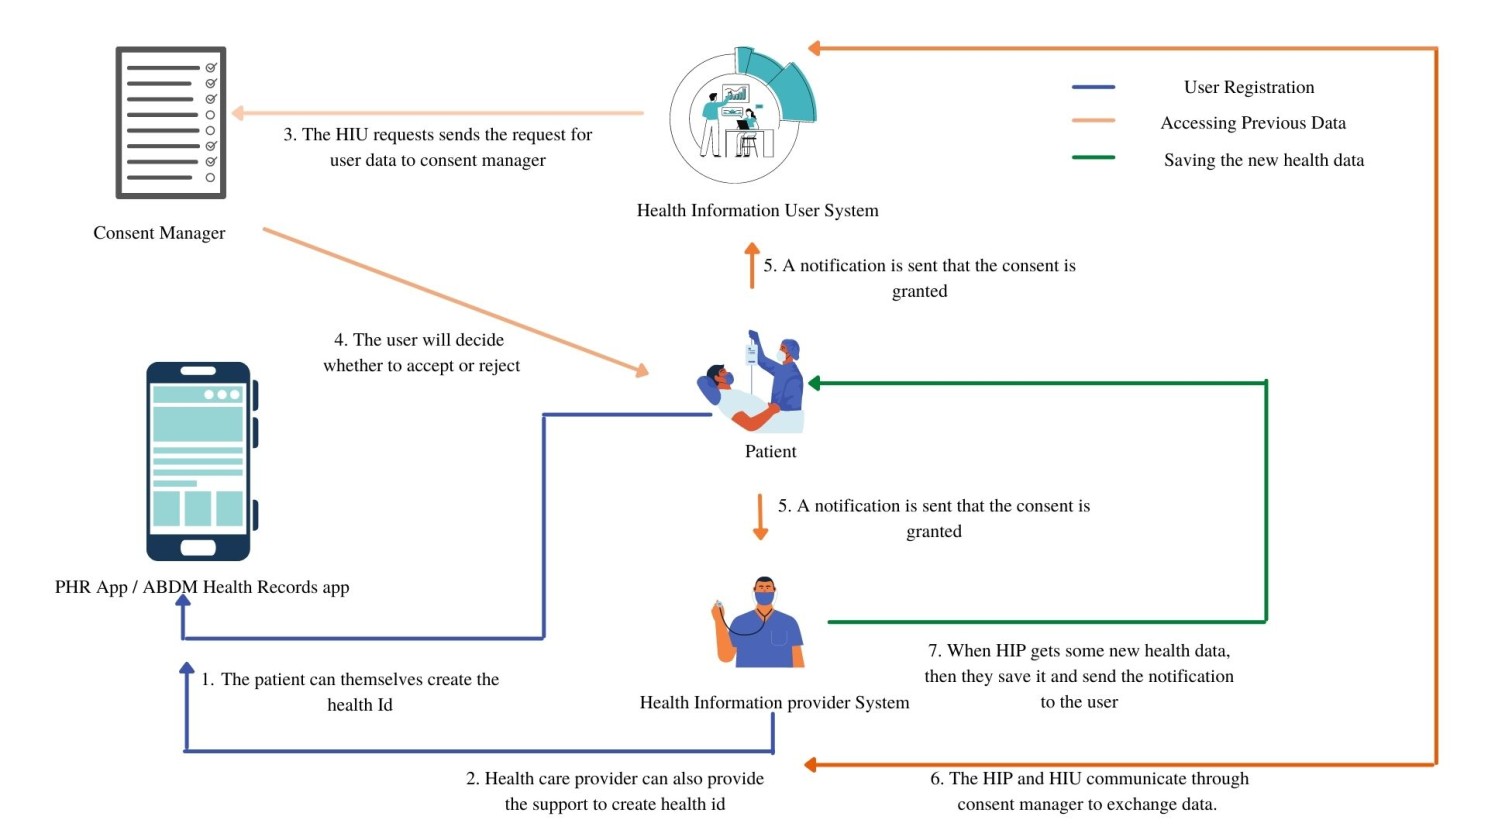 User Registration
Accessing Previous Data
Saving the new health data
3. The HIU requests sends the request for
user data to consent manager
Health Information User System
Consent Manager
5. A notification is sent that the consent is
granted
4. The user will decide
whether to accept or reject
Patient
5. A notification is sent that the consent is
granted
PHR App / ABDM Health Records app
1. The patient can themselves create the
health Id
7. When HIP gets some new health data,
then they save it and send the notification
to the user
Health Information provider System
2. Health care provider can also provide
the support to create health id
6. The HIP and HIU communicate through
consent manager to exchange data.